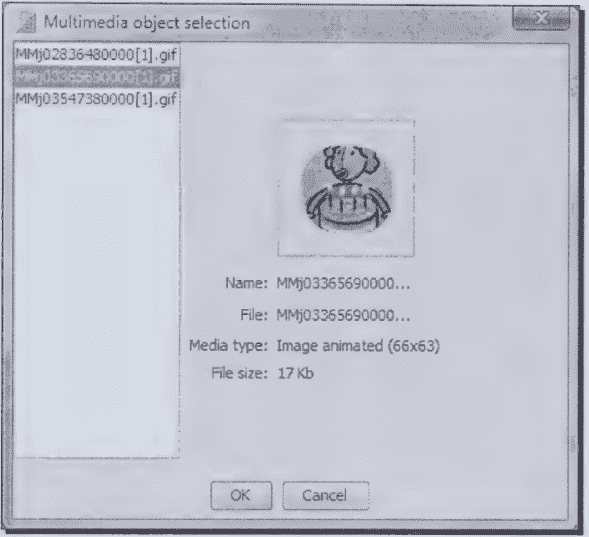 Multimedia object selection
MMj02836480000[1].gif
MMj03365690000[1].gif
MMj03547380000[1].gif
Name: MMj03365690000...
File: MMj03365690000...
Media type: Image animated (66x63)
File size: 17 Kb
OK
Cancel